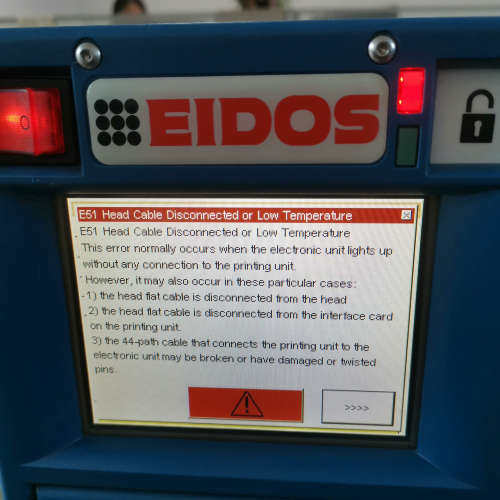 EIDOS
E51 Head Cable Disconnected or Low Temperature
E51 Head Cable Disconnected or Low Temperature
This error normally occurs when the electronic unit lights up
without any connection to the printing unit.
However, it may also occur in these particular cases:
1) the head flat cable is disconnected from the head
2) the head flat cable is disconnected from the interface card
on the printing unit.
3) the 44-path cable that connects the printing unit to the
electronic unit may be broken or have damaged or twisted
pins.
>>>>